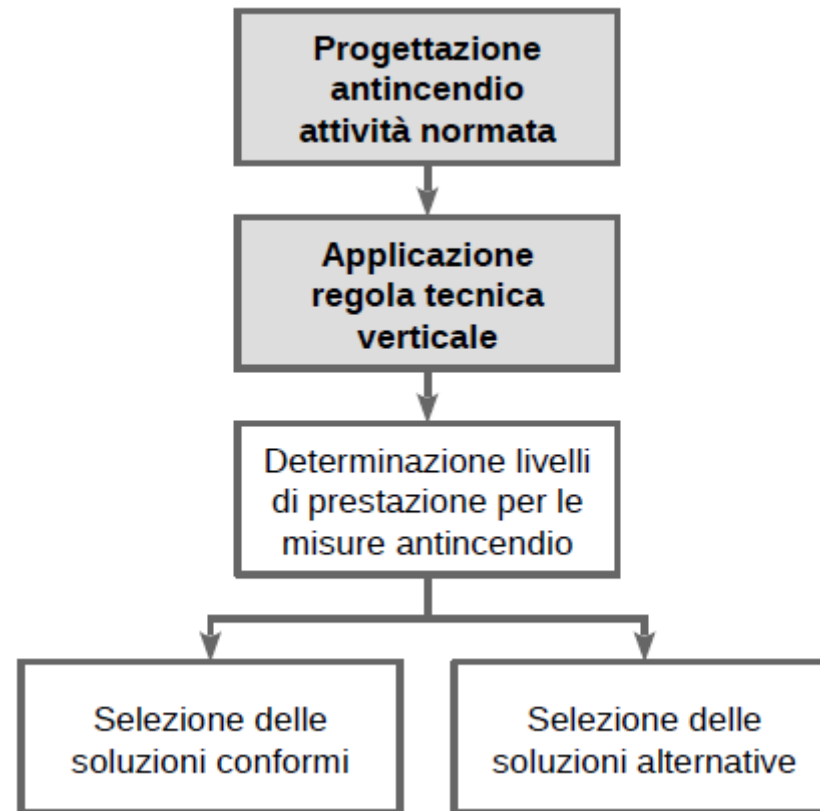 Progettazione
antincendio
attività normata
Applicazione
regola tecnica
verticale
Determinazione livelli
di prestazione per le
misure antincendio
Selezione delle
soluzioni conformi
Selezione delle
soluzioni alternative